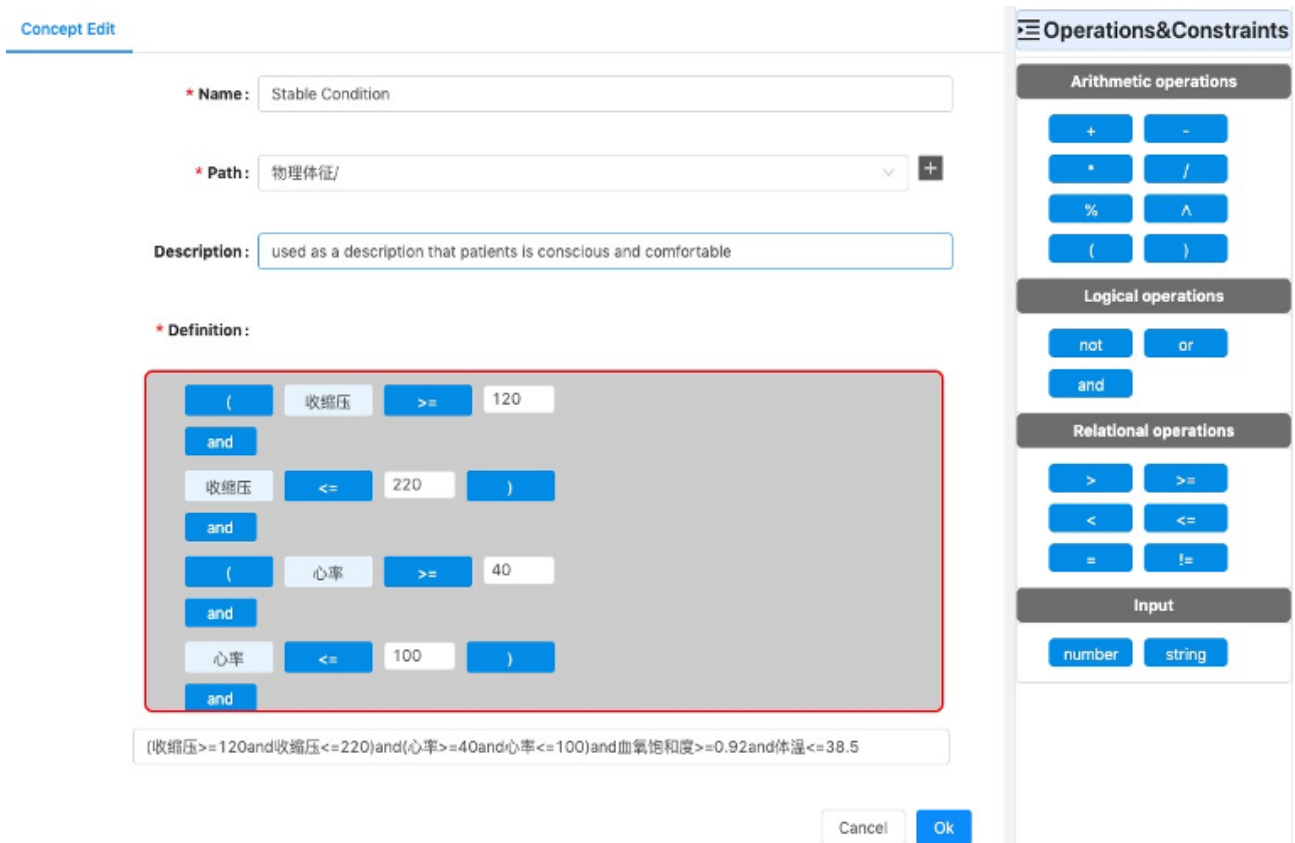 Concept Edit
* Name : Stable Condition
* Path : 物理体征/
Description : used as a description that patients is conscious and comfortable
* Definition :
( 收缩压 >= 120
and
收缩压 <= 220 )
and
( 心率 >= 40
and
心率 <= 100 )
and
(收缩压>=120and收缩压<=220)and(心率>=40and心率<=100)and血氧饱和度>=0.92and体温<=38.5
Cancel Ok
Operations&Constraints
Arithmetic operations
+ -
* /
% ^
( )
Logical operations
not or
and
Relational operations
> >=
< <=
= !=
Input
number string